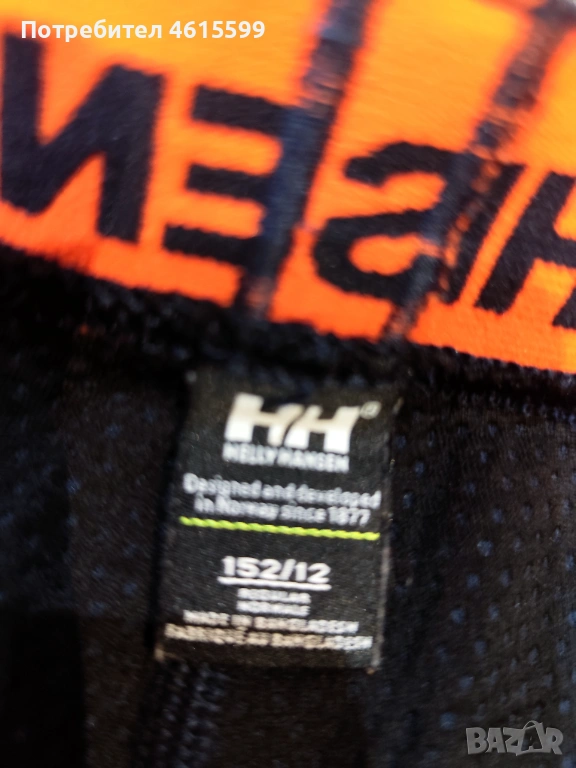 Потребител 4615599
HH®
HELLY HANSEN
Designed and developed
in Norway since 1877
152/12
REGULAR
NORMALE
MADE IN BANGLADESH
FABRIQUÉ AU BANGLADESH
BAZAR